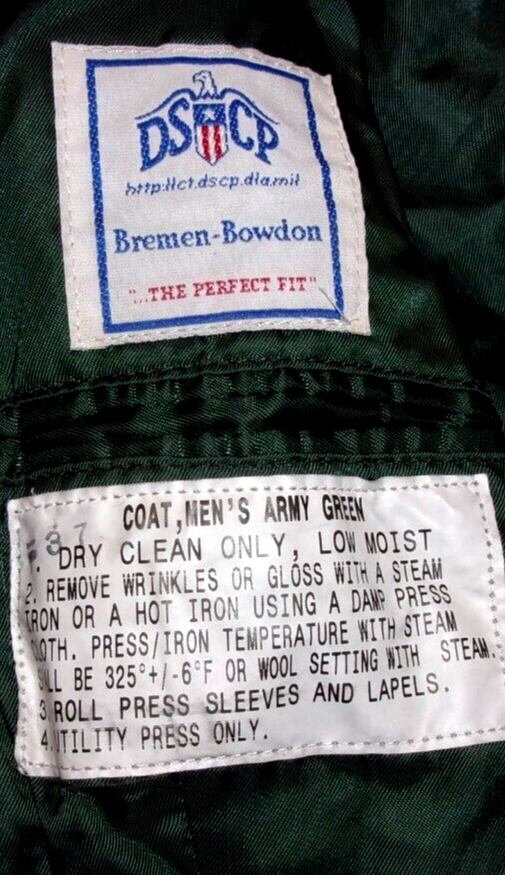 DSCP
http://ct.dscp.dla.mil
Bremen-Bowdon
"...THE PERFECT FIT"
COAT, MEN'S ARMY GREEN
37
1. DRY CLEAN ONLY, LOW MOIST
2. REMOVE WRINKLES OR GLOSS WITH A STEAM
IRON OR A HOT IRON USING A DAMP PRESS
CLOTH. PRESS/IRON TEMPERATURE WITH STEAM
BE 325°+/-6°F OR WOOL SETTING WITH STEAM.
3. ROLL PRESS SLEEVES AND LAPELS.
4. UTILITY PRESS ONLY.